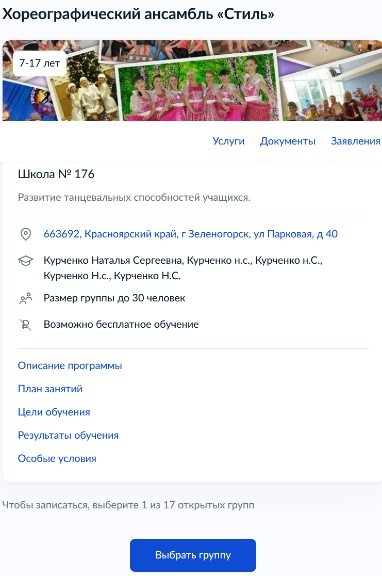 Хореографический ансамбль «Стиль»
7-17 лет
Услуги Документы Заявления
Школа № 176
Развитие танцевальных способностей учащихся.
663692, Красноярский край, г Зеленогорск, ул Парковая, д 40
Курченко Наталья Сергеевна, Курченко н.с., Курченко н.С.,
Курченко Н.с., Курченко Н.С.
Размер группы до 30 человек
Возможно бесплатное обучение
Описание программы
План занятий
Цели обучения
Результаты обучения
Особые условия
Чтобы записаться, выберите 1 из 17 открытых групп
Выбрать группу